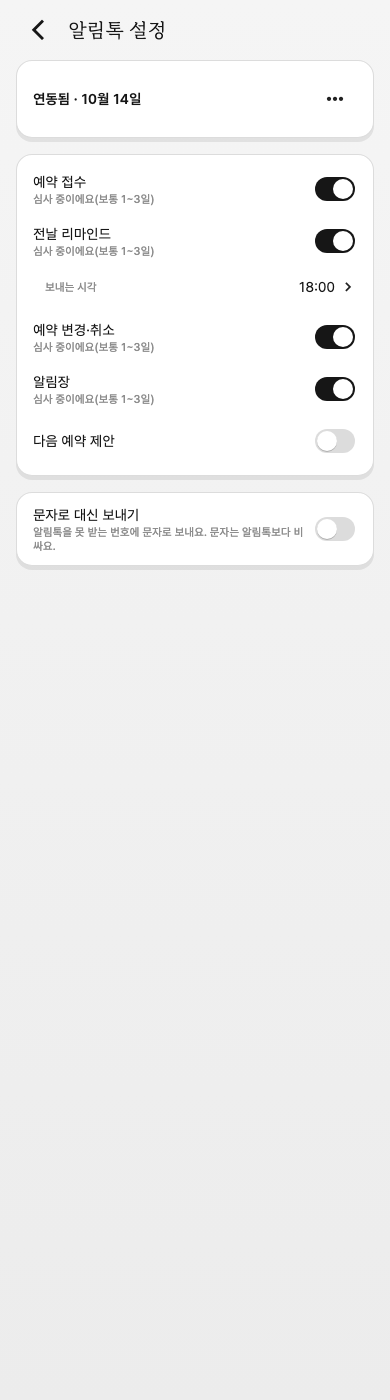 알림톡 설정
연동됨 · 10월 14일
예약 접수
심사 중이에요(보통 1~3일)
전날 리마인드
심사 중이에요(보통 1~3일)
보내는 시각 18:00
예약 변경·취소
심사 중이에요(보통 1~3일)
알림장
심사 중이에요(보통 1~3일)
다음 예약 제안
문자로 대신 보내기
알림톡을 못 받는 번호에 문자로 보내요. 문자는 알림톡보다 비
싸요.